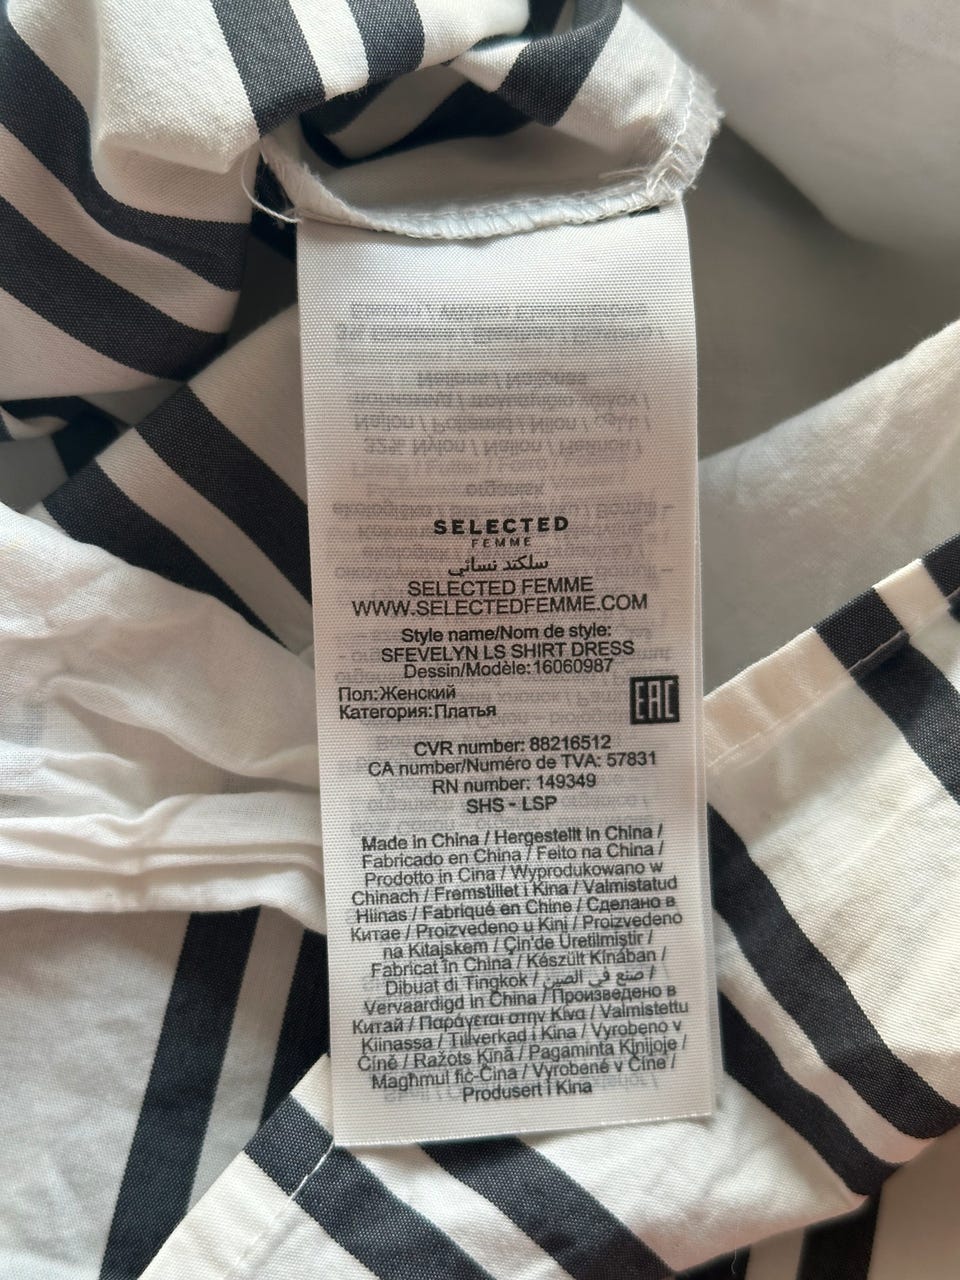 SELECTED
FEMME
سلكتد نسائي
SELECTED FEMME
WWW.SELECTEDFEMME.COM
Style name/Nom de style:
SFEVELYN LS SHIRT DRESS
Dessin/Modèle:16060987
Пол:Женский
Категория:Платья
EAC
CVR number: 88216512
CA number/Numéro de TVA: 57831
RN number: 149349
SHS - LSP
Made in China / Hergestellt in China /
Fabricado en China / Feito na China /
Prodotto in Cina / Wyprodukowano w
Chinach / Fremstillet i Kina / Valmistatud
Hiinas / Fabriqué en Chine / Сделано в
Китае / Proizvedeno u Kini / Proizvedeno
na Kitajskem / Çin'de Üretilmiştir /
Fabricat în China / Készült Kínában /
Dibuat di Tingkok / صنع في الصين /
Vervaardigd in China / Произведено в
Китай / Παράγεται στην Κίνα / Valmistettu
Kiinassa / Tillverkad i Kina / Vyrobeno v
Číně / Ražots Ķīnā / Pagaminta Kinijoje /
Maghmul fiċ-Ċina / Vyrobené v Číne /
Produsert i Kina